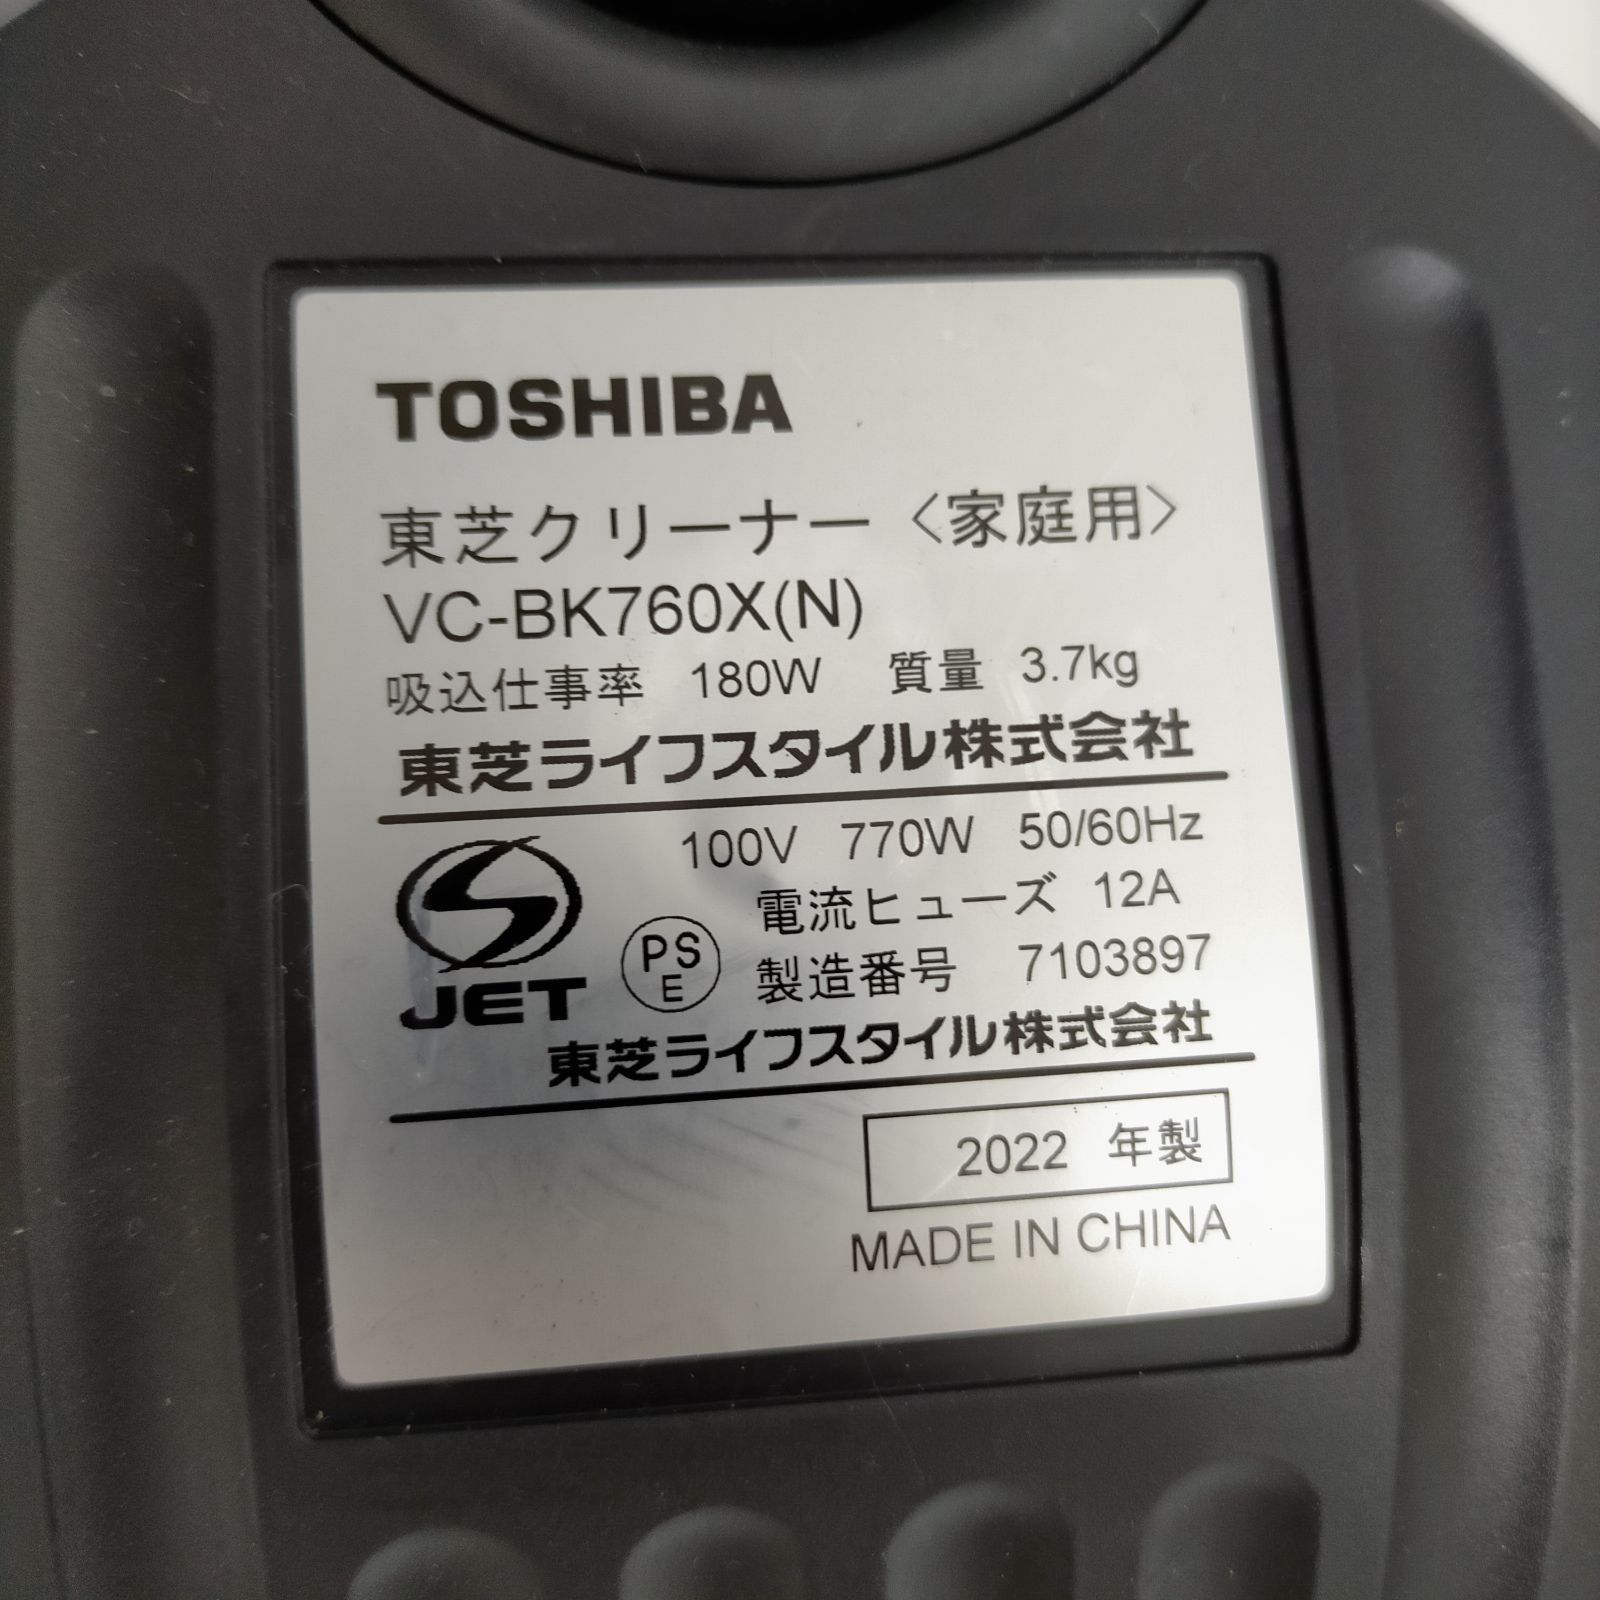 TOSHIBA
東芝クリーナー〈家庭用〉
VC-BK760X(N)
吸込仕事率 180W 質量 3.7kg
東芝ライフスタイル株式会社
100V 770W 50/60Hz
電流ヒューズ 12A
製造番号 7103897
JET
PS
E
東芝ライフスタイル株式会社
2022 年製
MADE IN CHINA